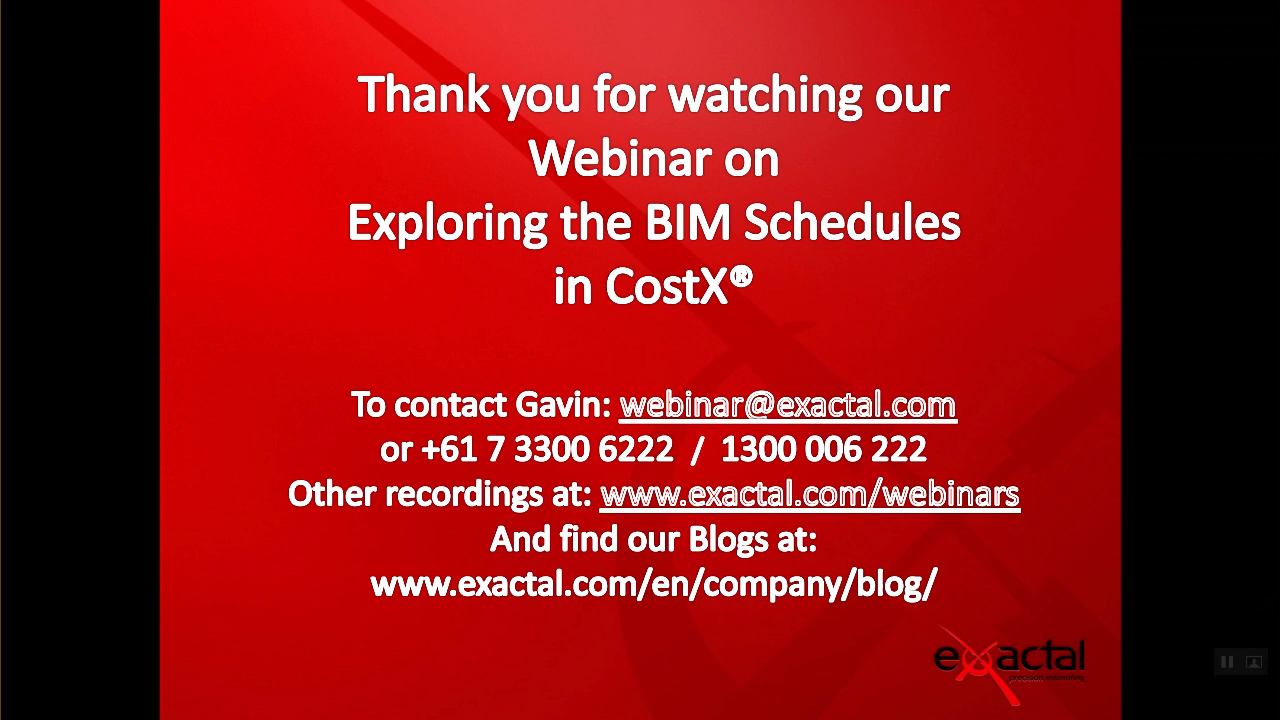 Thank you for watching our
Webinar on
Exploring the BIM Schedules
in CostX®
To contact Gavin: webinar@exactal.com
or +61 7 3300 6222 / 1300 006 222
Other recordings at: www.exactal.com/webinars
And find our Blogs at:
www.exactal.com/en/company/blog/
exactal
precision estimating